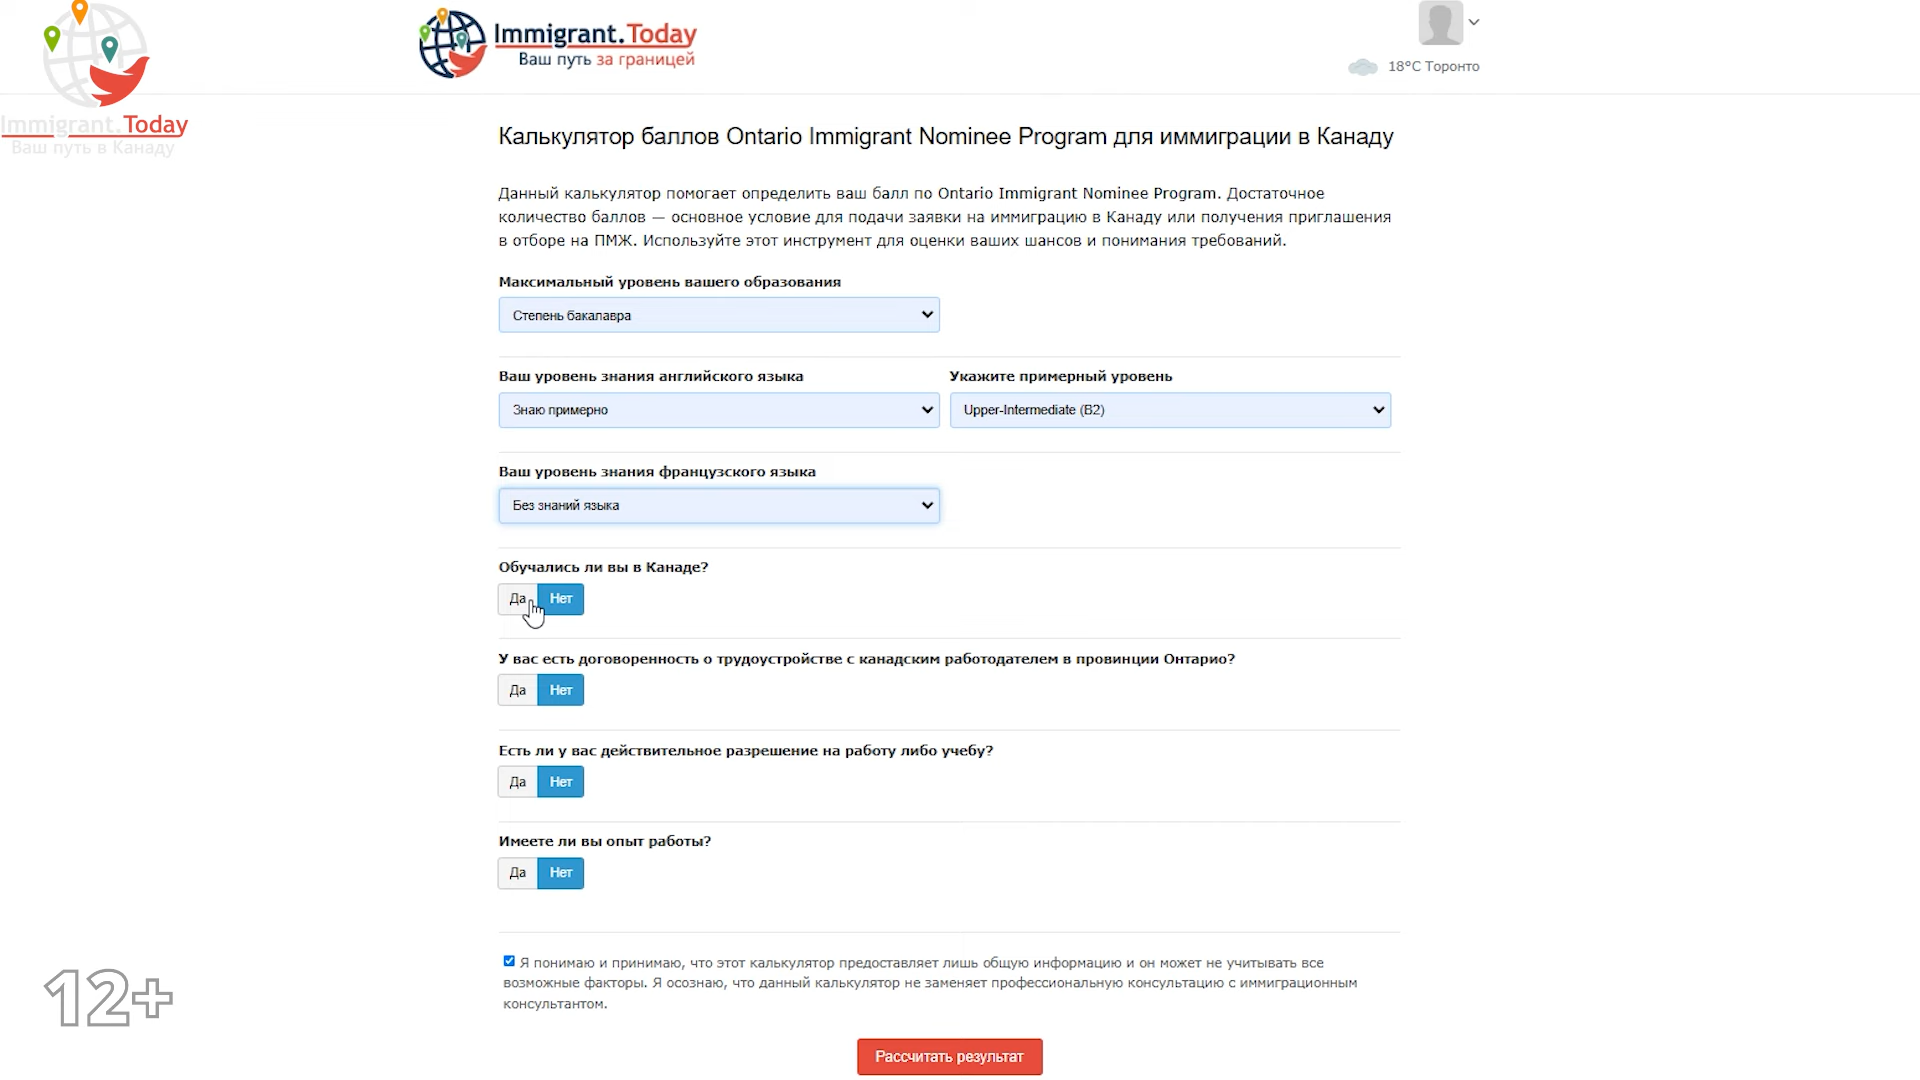 Immigrant.Today
Ваш путь в Канаду
Immigrant.Today
Ваш путь за границей
18°C Торонто
Калькулятор баллов Ontario Immigrant Nominee Program для иммиграции в Канаду
Данный калькулятор помогает определить ваш балл по Ontario Immigrant Nominee Program. Достаточное
количество баллов — основное условие для подачи заявки на иммиграцию в Канаду или получения приглашения
в отборе на ПМЖ. Используйте этот инструмент для оценки ваших шансов и понимания требований.
Максимальный уровень вашего образования
Степень бакалавра
Ваш уровень знания английского языка Укажите примерный уровень
Знаю примерно Upper-Intermediate (B2)
Ваш уровень знания французского языка
Без знаний языка
Обучались ли вы в Канаде?
Да Нет
У вас есть договоренность о трудоустройстве с канадским работодателем в провинции Онтарио?
Да Нет
Есть ли у вас действительное разрешение на работу либо учебу?
Да Нет
Имеете ли вы опыт работы?
Да Нет
Я понимаю и принимаю, что этот калькулятор предоставляет лишь общую информацию и он может не учитывать все
возможные факторы. Я осознаю, что данный калькулятор не заменяет профессиональную консультацию с иммиграционным
консультантом.
12+
Рассчитать результат